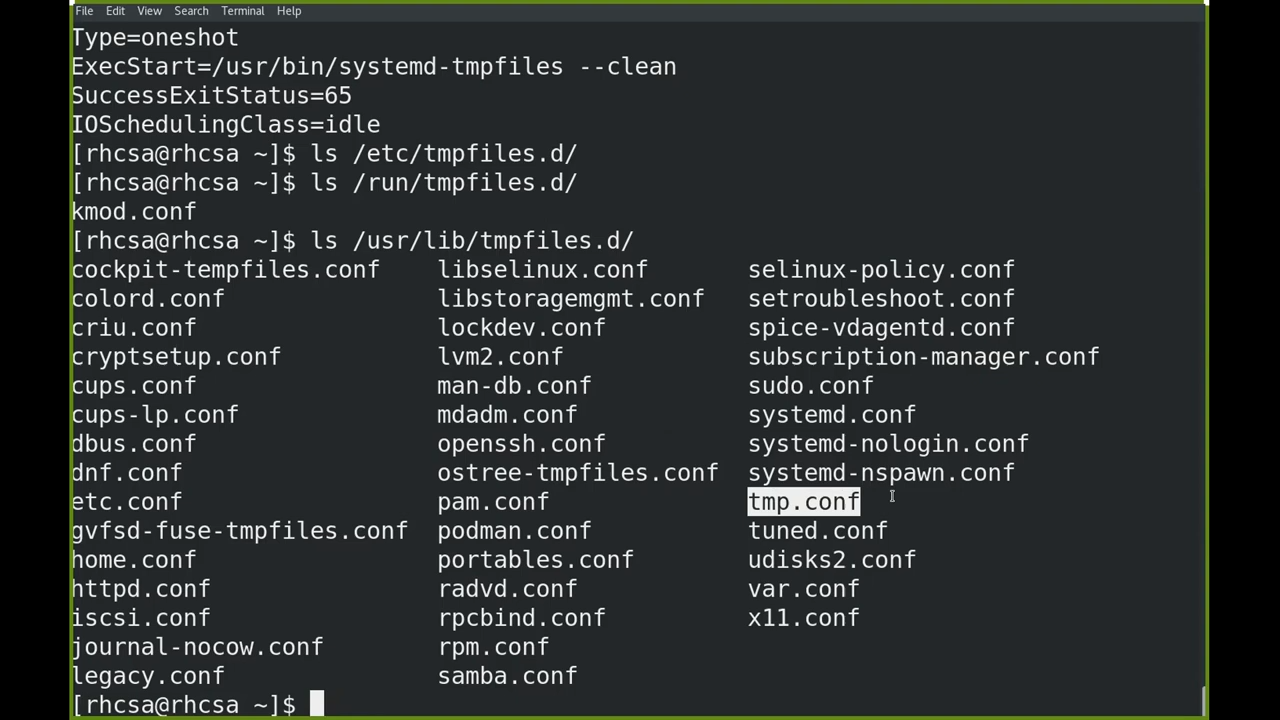 File Edit View Search Terminal Help
Type=oneshot
ExecStart=/usr/bin/systemd-tmpfiles --clean
SuccessExitStatus=65
IOSchedulingClass=idle
[rhcsa@rhcsa ~]$ ls /etc/tmpfiles.d/
[rhcsa@rhcsa ~]$ ls /run/tmpfiles.d/
kmod.conf
[rhcsa@rhcsa ~]$ ls /usr/lib/tmpfiles.d/
cockpit-tempfiles.conf libselinux.conf selinux-policy.conf
colord.conf libstoragemgmt.conf setroubleshoot.conf
criu.conf lockdev.conf spice-vdagentd.conf
cryptsetup.conf lvm2.conf subscription-manager.conf
cups.conf man-db.conf sudo.conf
cups-lp.conf mdadm.conf systemd.conf
dbus.conf openssh.conf systemd-nologin.conf
dnf.conf ostree-tmpfiles.conf systemd-nspawn.conf
etc.conf pam.conf tmp.conf
gvfsd-fuse-tmpfiles.conf podman.conf tuned.conf
home.conf portables.conf udisks2.conf
httpd.conf radvd.conf var.conf
iscsi.conf rpcbind.conf x11.conf
journal-nocow.conf rpm.conf
legacy.conf samba.conf
[rhcsa@rhcsa ~]$